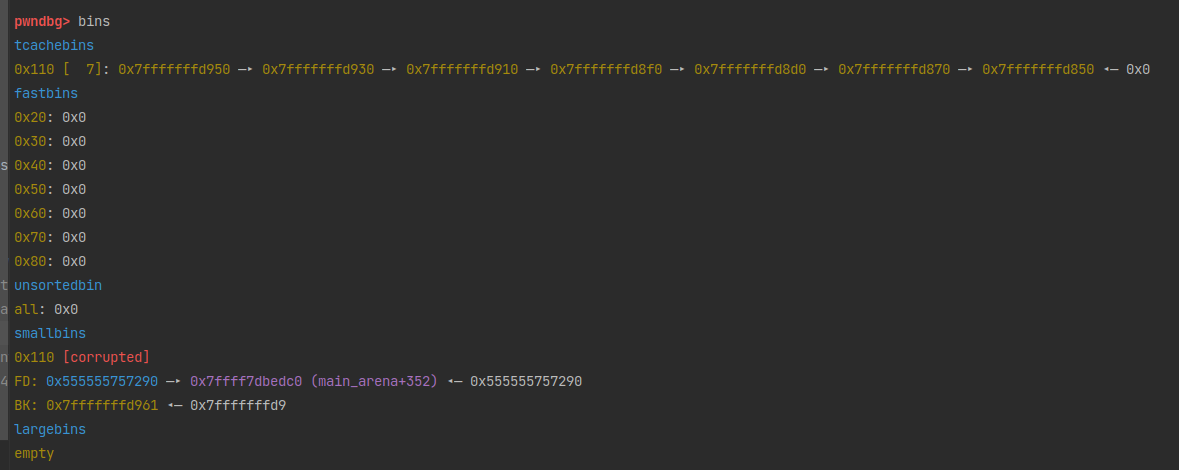 pwndbg> bins
tcachebins
0x110 [  7]: 0x7fffffffd950 —▸ 0x7fffffffd930 —▸ 0x7fffffffd910 —▸ 0x7fffffffd8f0 —▸ 0x7fffffffd8d0 —▸ 0x7fffffffd870 —▸ 0x7fffffffd850 ◂— 0x0
fastbins
0x20: 0x0
0x30: 0x0
0x40: 0x0
0x50: 0x0
0x60: 0x0
0x70: 0x0
0x80: 0x0
unsortedbin
all: 0x0
smallbins
0x110 [corrupted]
FD: 0x555555757290 —▸ 0x7ffff7dbedc0 (main_arena+352) ◂— 0x555555757290
BK: 0x7fffffffd961 ◂— 0x7fffffffd9
largebins
empty